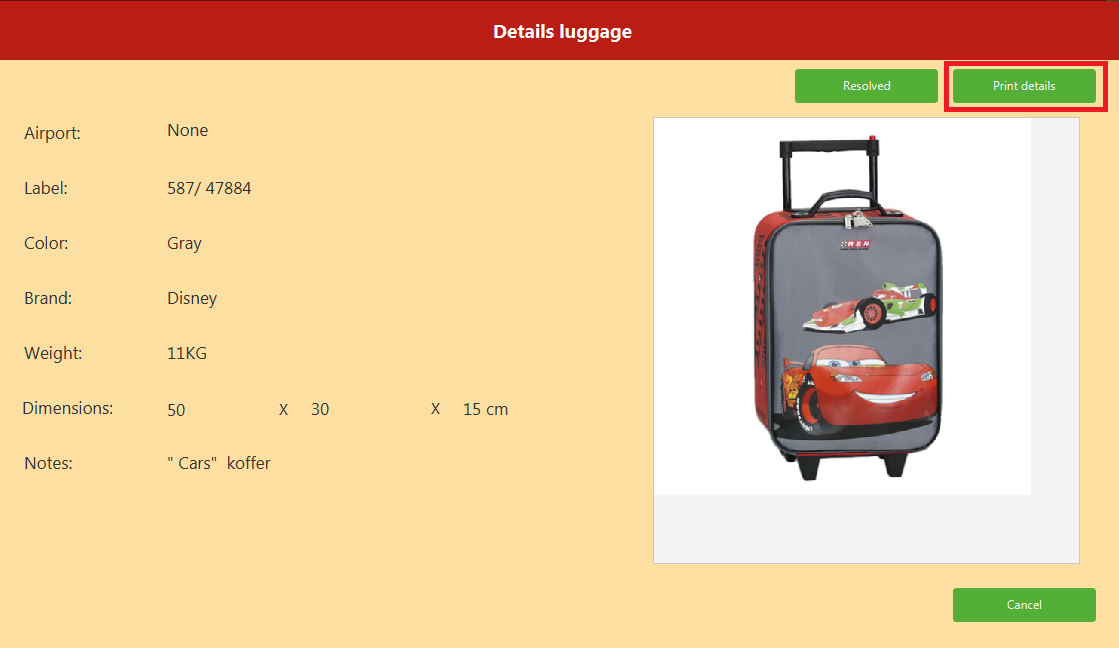 Details luggage
Resolved
Print details
Airport: None
Label: 587/ 47884
Color: Gray
Brand: Disney
Weight: 11KG
Dimensions: 50 X 30 X 15 cm
Notes: " Cars"  koffer
RSN
Cancel